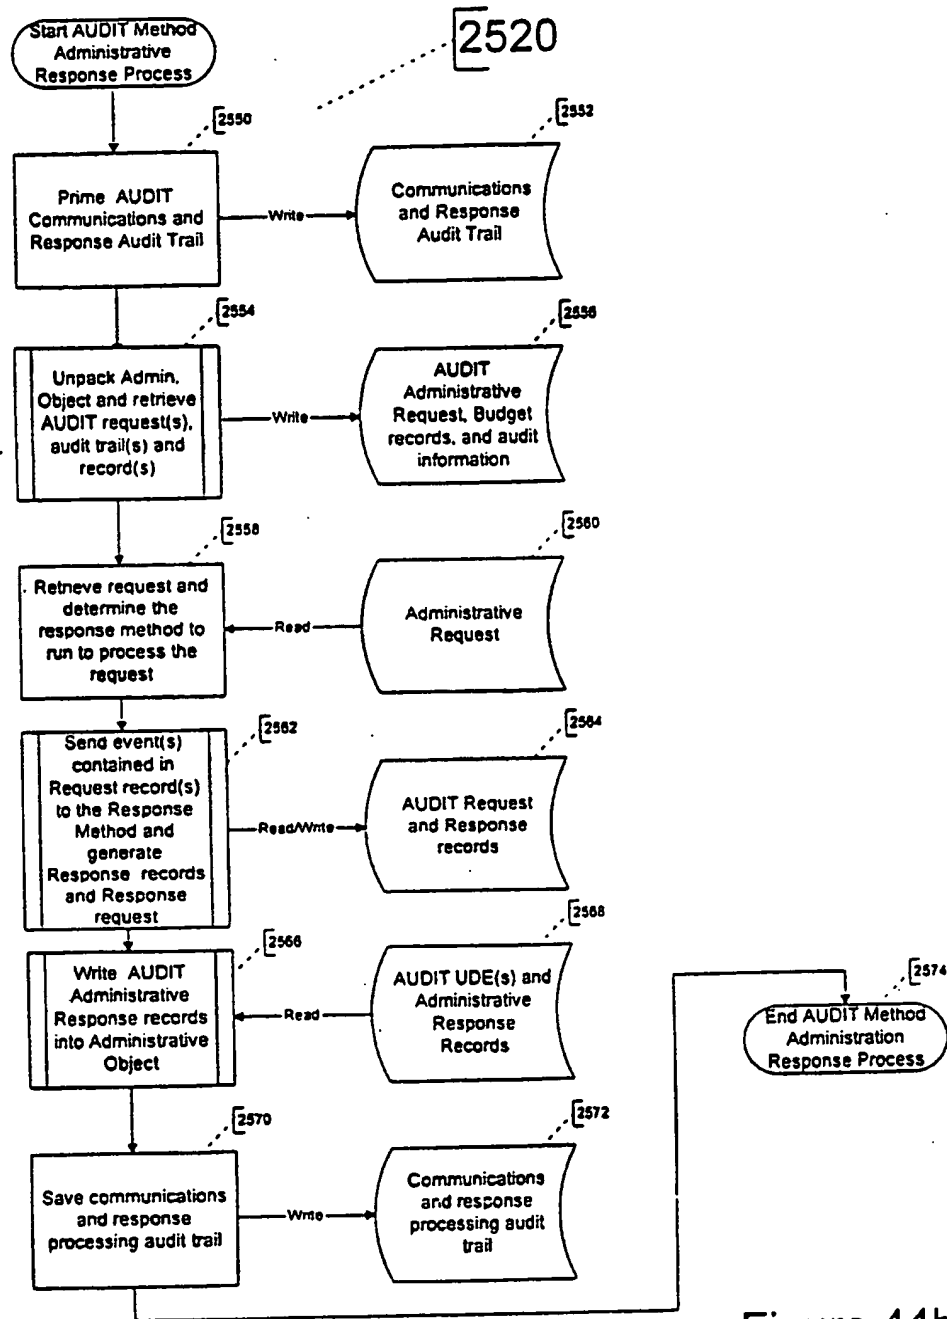 Start AUDIT Method
Administrative
Response Process
2520
2550
Prime AUDIT
Communications and
Response Audit Trail
Write
2552
Communications
and Response
Audit Trail
2554
Unpack Admin.
Object and retrieve
AUDIT request(s),
audit trail(s) and
record(s)
Write
2556
AUDIT
Administrative
Request, Budget
records, and audit
information
2558
Retrieve request and
determine the
response method to
run to process the
request
Read
2560
Administrative
Request
2562
Send event(s)
contained in
Request record(s)
to the Response
Method and
generate
Response records
and Response
request
Read/Write
2564
AUDIT Request
and Response
records
2566
Write AUDIT
Administrative
Response records
into Administrative
Object
Read
2568
AUDIT UDE(s) and
Administrative
Response
Records
2570
Save communications
and response
processing audit trail
Write
2572
Communications
and response
processing audit
trail
2574
End AUDIT Method
Administration
Response Process
Figure 44b